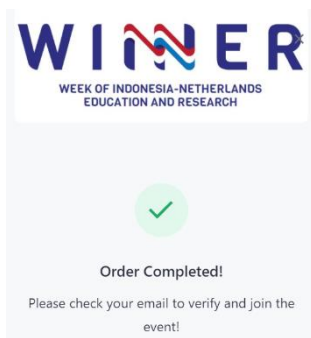 WINNER
WEEK OF INDONESIA-NETHERLANDS
EDUCATION AND RESEARCH
Order Completed!
Please check your email to verify and join the
event!